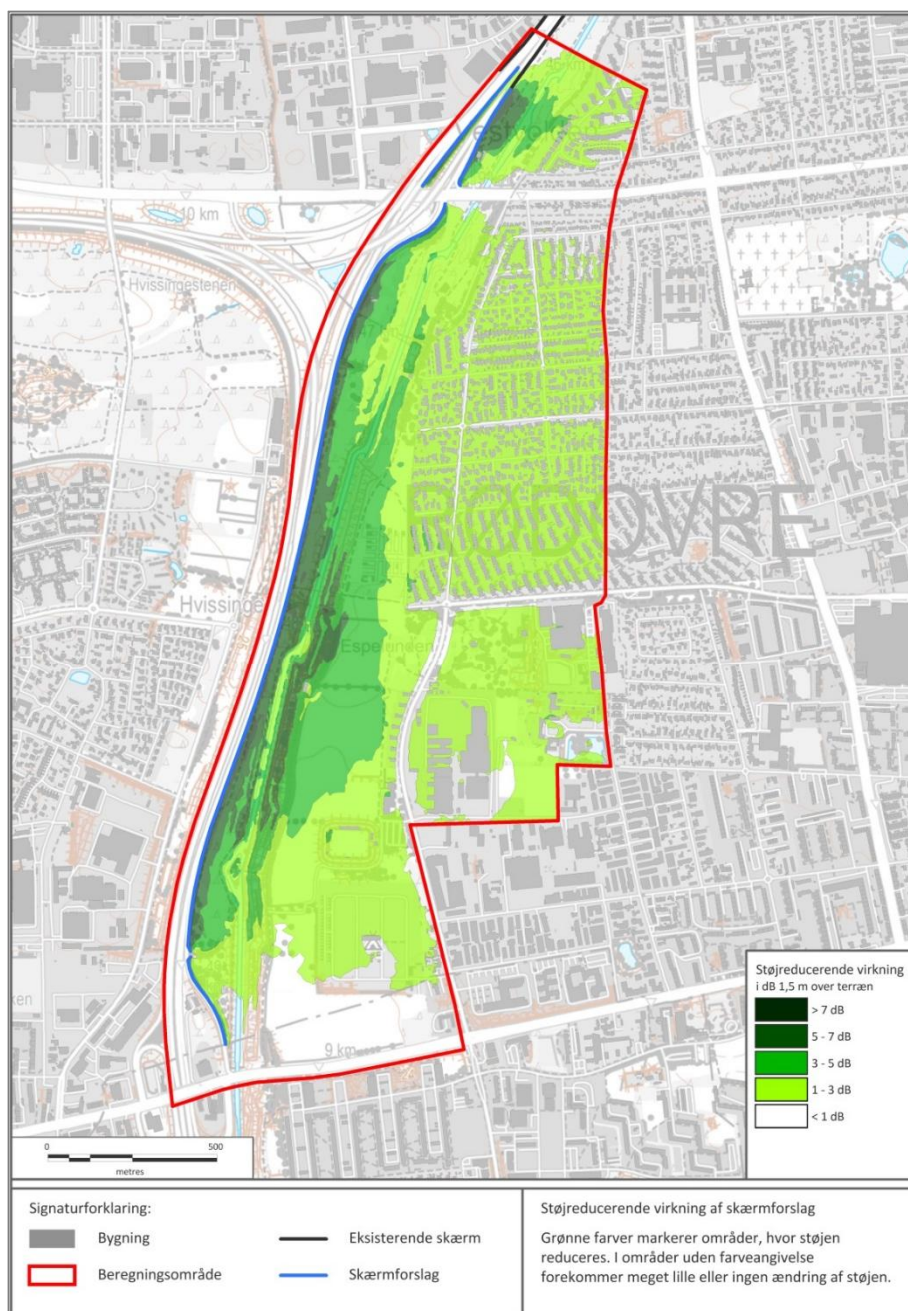 Vestvolden
10 km
Hvissingestenen
RØDOVRE
Hvissinge
Espelunden
9 km
Støjreducerende virkning
i dB 1,5 m over terræn
> 7 dB
5 - 7 dB
3 - 5 dB
1 - 3 dB
< 1 dB
0 500
metres
Signaturforklaring:
Bygning
Eksisterende skærm
Beregningsområde
Skærmforslag
Støjreducerende virkning af skærmforslag
Grønne farver markerer områder, hvor støjen
reduceres. I områder uden farveangivelse
forekommer meget lille eller ingen ændring af støjen.